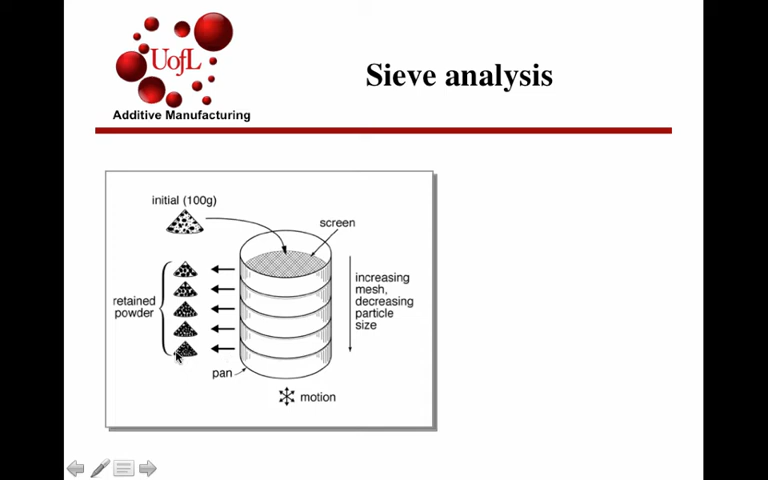 UofL
Additive Manufacturing
Sieve analysis
initial (100g)
screen
retained
powder
increasing
mesh,
decreasing
particle
size
pan
motion